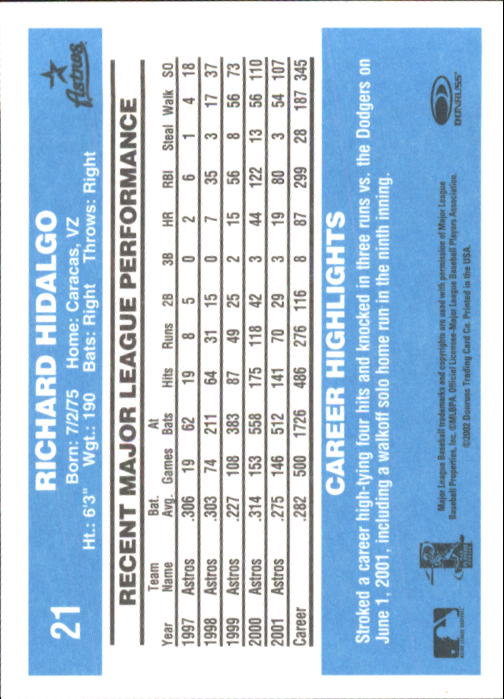 21
RICHARD HIDALGO
Astros
Born: 7/2/75 Home: Caracas, VZ
Ht.: 6'3" Wgt.: 190 Bats: Right Throws: Right
RECENT MAJOR LEAGUE PERFORMANCE
Team Bat. At
Year Name Avg. Games Bats Hits Runs 2B 3B HR RBI Steal Walk SO
1997 Astros .306 19 62 19 8 5 0 2 6 1 4 18
1998 Astros .303 74 211 64 31 15 0 7 35 3 17 37
1999 Astros .227 108 383 87 49 25 2 15 56 8 56 73
2000 Astros .314 153 558 175 118 42 3 44 122 13 56 110
2001 Astros .275 146 512 141 70 29 3 19 80 3 54 107
Career .282 500 1726 486 276 116 8 87 299 28 187 345
CAREER HIGHLIGHTS
Stroked a career high-tying four hits and knocked in three runs vs. the Dodgers on
June 1, 2001, including a walkoff solo home run in the ninth inning.
Major League Baseball trademarks and copyrights are used with permission of Major League
Baseball Properties, Inc. ©MLBPA. Official Licensee-Major League Baseball Players Association.
©2002 Donruss Trading Card Co. Printed in the USA.
DONRUSS